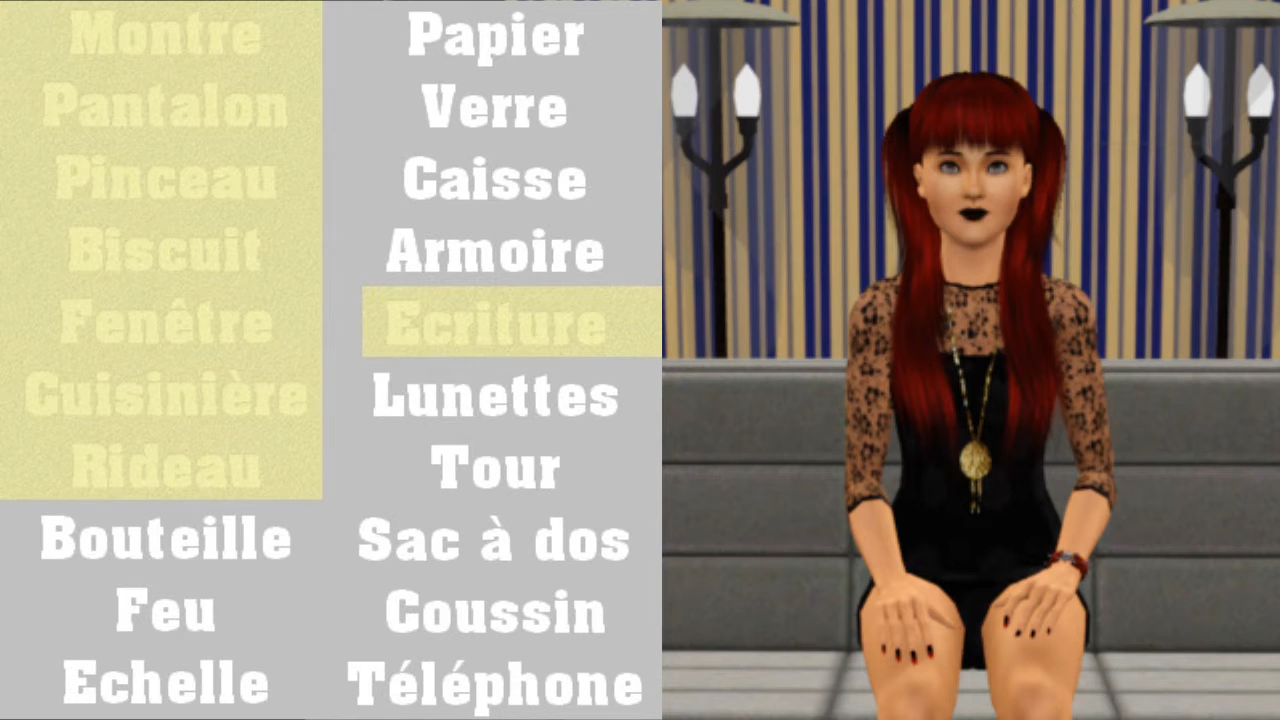 Montre
Pantalon
Pinceau
Biscuit
Fenêtre
Cuisinière
Rideau
Bouteille
Feu
Echelle
Papier
Verre
Caisse
Armoire
Ecriture
Lunettes
Tour
Sac à dos
Coussin
Téléphone